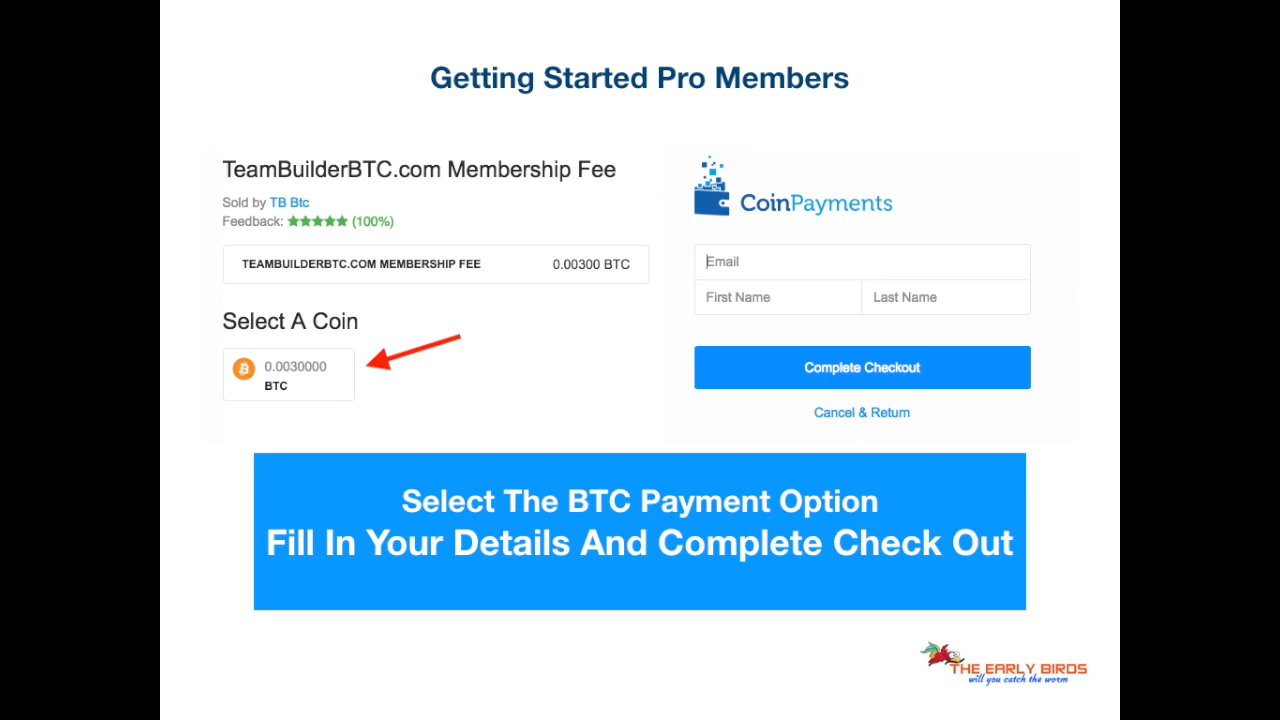 Getting Started Pro Members
TeamBuilderBTC.com Membership Fee
Sold by TB Btc
Feedback: ★★★★★ (100%)
TEAMBUILDERBTC.COM MEMBERSHIP FEE 0.00300 BTC
Select A Coin
0.0030000
BTC
CoinPayments
Email
First Name Last Name
Complete Checkout
Cancel & Return
Select The BTC Payment Option
Fill In Your Details And Complete Check Out
THE EARLY BIRDS
will you catch the worm